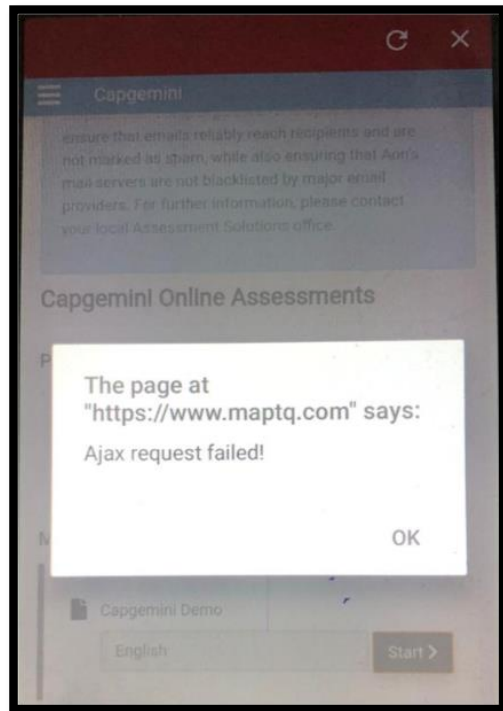 Capgemini
ensure that emails reliably reach recipients and are
not marked as spam, while also ensuring that Aon's
mail servers are not blacklisted by major email
providers. For further information, please contact
your local Assessment Solutions office.
Capgemini Online Assessments
P
The page at
"https://www.maptq.com" says:
Ajax request failed!
OK
M
Capgemini Demo
English
Start